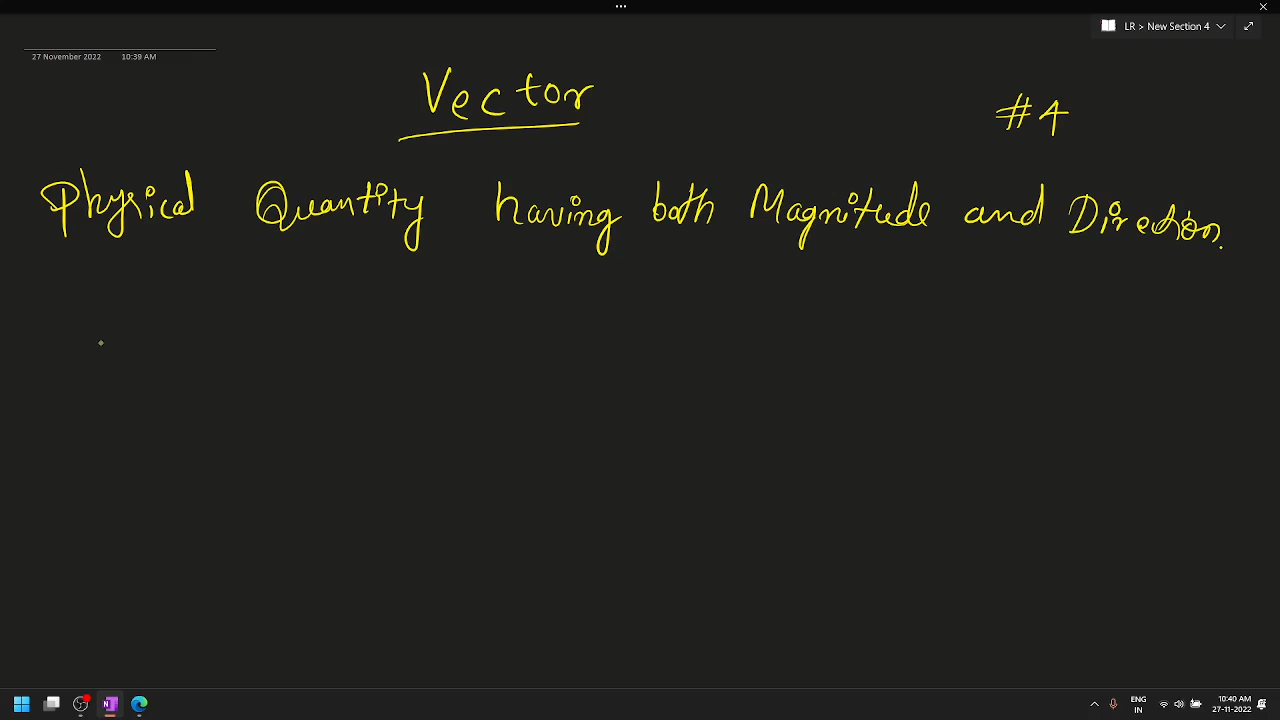 LR > New Section 4
27 November 2022 10:39 AM
Vector
#4
Physical Quantity having both Magnitude and Direction.
ENG
IN
10:40 AM
27-11-2022